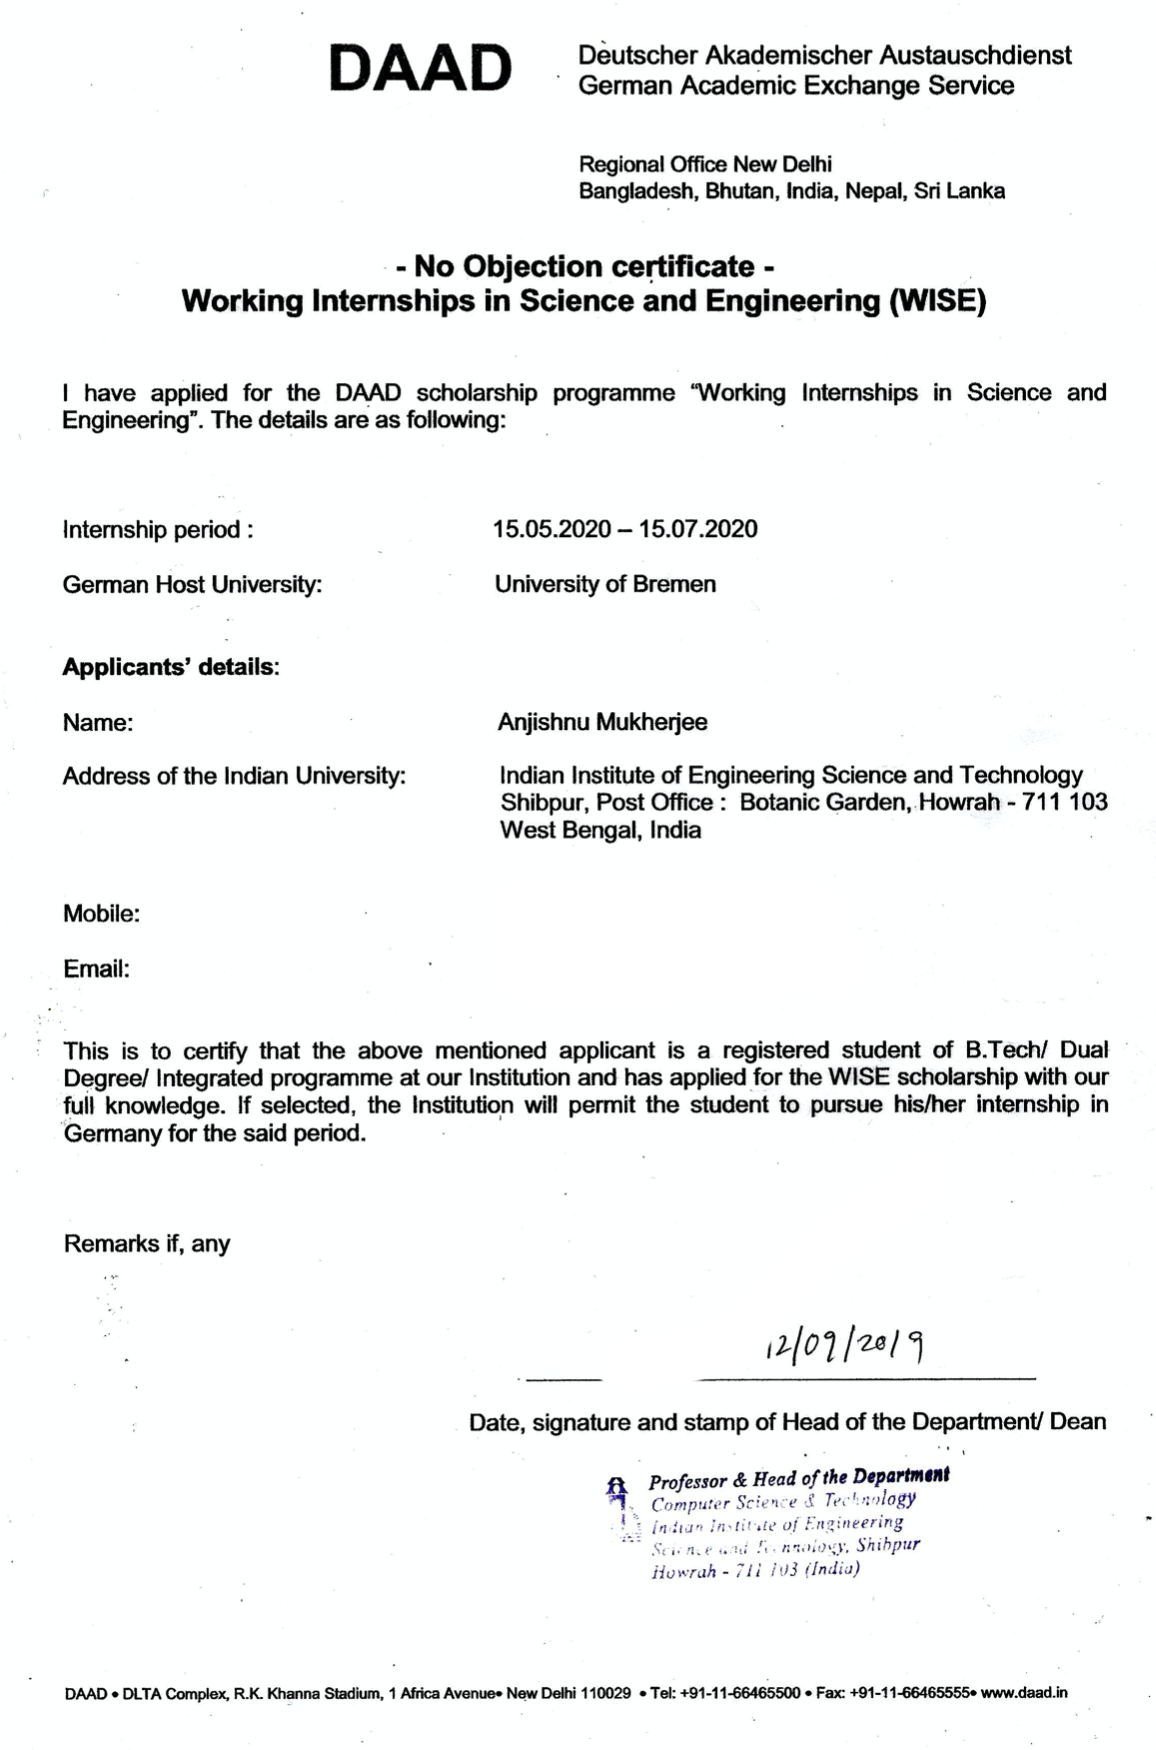 DAAD
Deutscher Akademischer Austauschdienst
German Academic Exchange Service
Regional Office New Delhi
Bangladesh, Bhutan, India, Nepal, Sri Lanka
- No Objection certificate -
Working Internships in Science and Engineering (WISE)
I have applied for the DAAD scholarship programme “Working Internships in Science and
Engineering”. The details are as following:
Internship period : 15.05.2020 – 15.07.2020
German Host University: University of Bremen
Applicants’ details:
Name: Anjishnu Mukherjee
Address of the Indian University: Indian Institute of Engineering Science and Technology
Shibpur, Post Office : Botanic Garden, Howrah - 711 103
West Bengal, India
Mobile:
Email:
This is to certify that the above mentioned applicant is a registered student of B.Tech/ Dual
Degree/ Integrated programme at our Institution and has applied for the WISE scholarship with our
full knowledge. If selected, the Institution will permit the student to pursue his/her internship in
Germany for the said period.
Remarks if, any
12/09/2019
Date, signature and stamp of Head of the Department/ Dean
Professor & Head of the Department
Computer Science & Technology
Indian Institute of Engineering
Science and Technology, Shibpur
Howrah - 711 103 (India)
DAAD • DLTA Complex, R.K. Khanna Stadium, 1 Africa Avenue• New Delhi 110029 • Tel: +91-11-66465500 • Fax: +91-11-66465555• www.daad.in